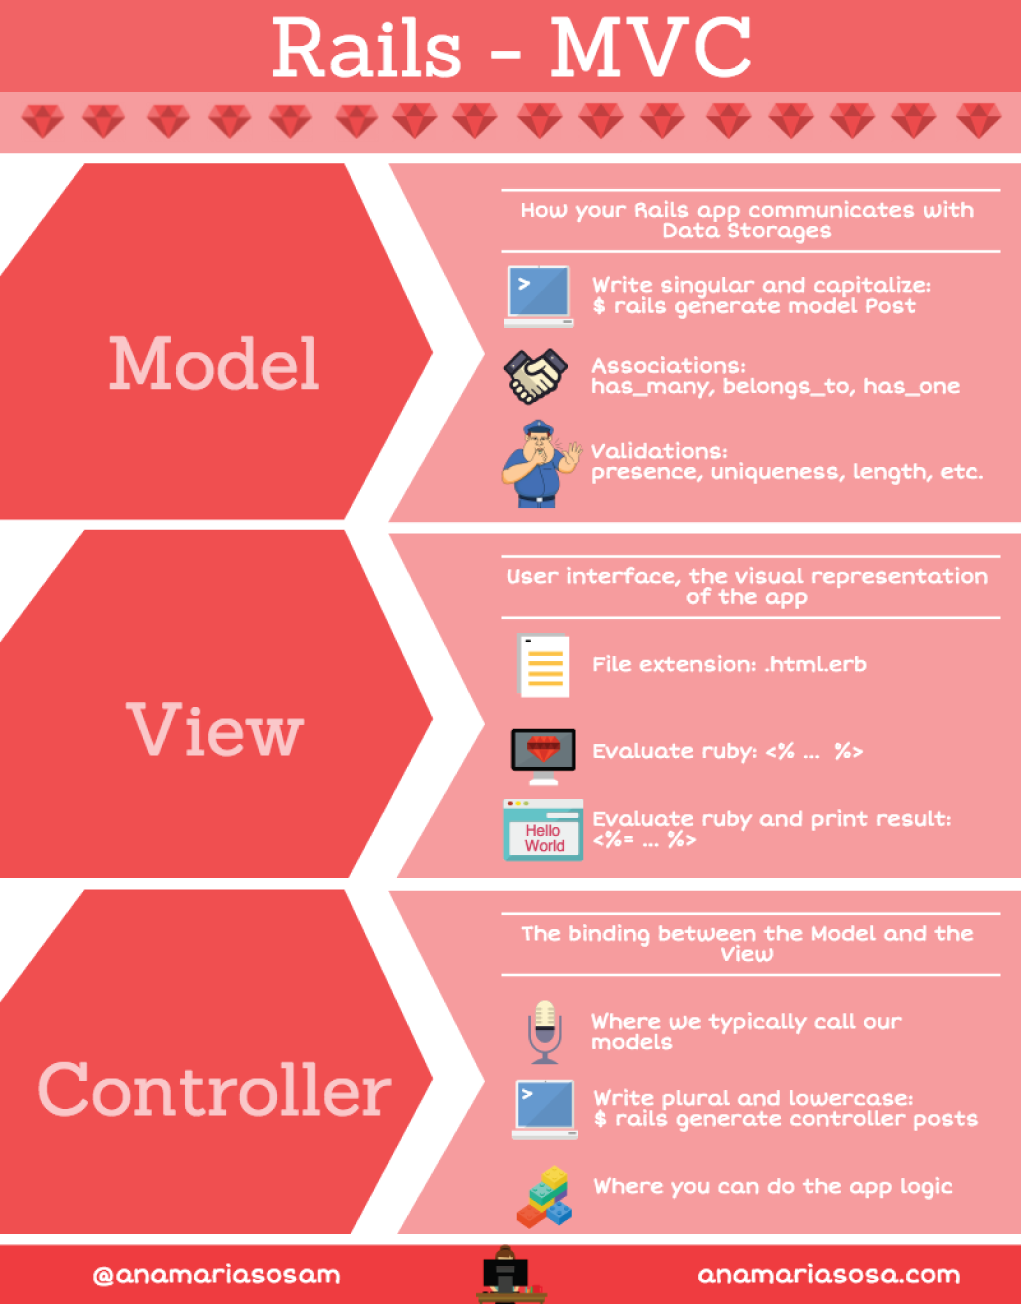 Rails - MVC
Model
How your Rails app communicates with
Data Storages
>
Write singular and capitalize:
$ rails generate model Post
Associations:
has_many, belongs_to, has_one
Validations:
presence, uniqueness, length, etc.
View
User interface, the visual representation
of the app
File extension: .html.erb
Evaluate ruby: <% ... %>
Hello
World
Evaluate ruby and print result:
<%= ... %>
Controller
The binding between the Model and the
View
Where we typically call our
models
>
Write plural and lowercase:
$ rails generate controller posts
Where you can do the app logic
@anamariasosam
anamariasosa.com